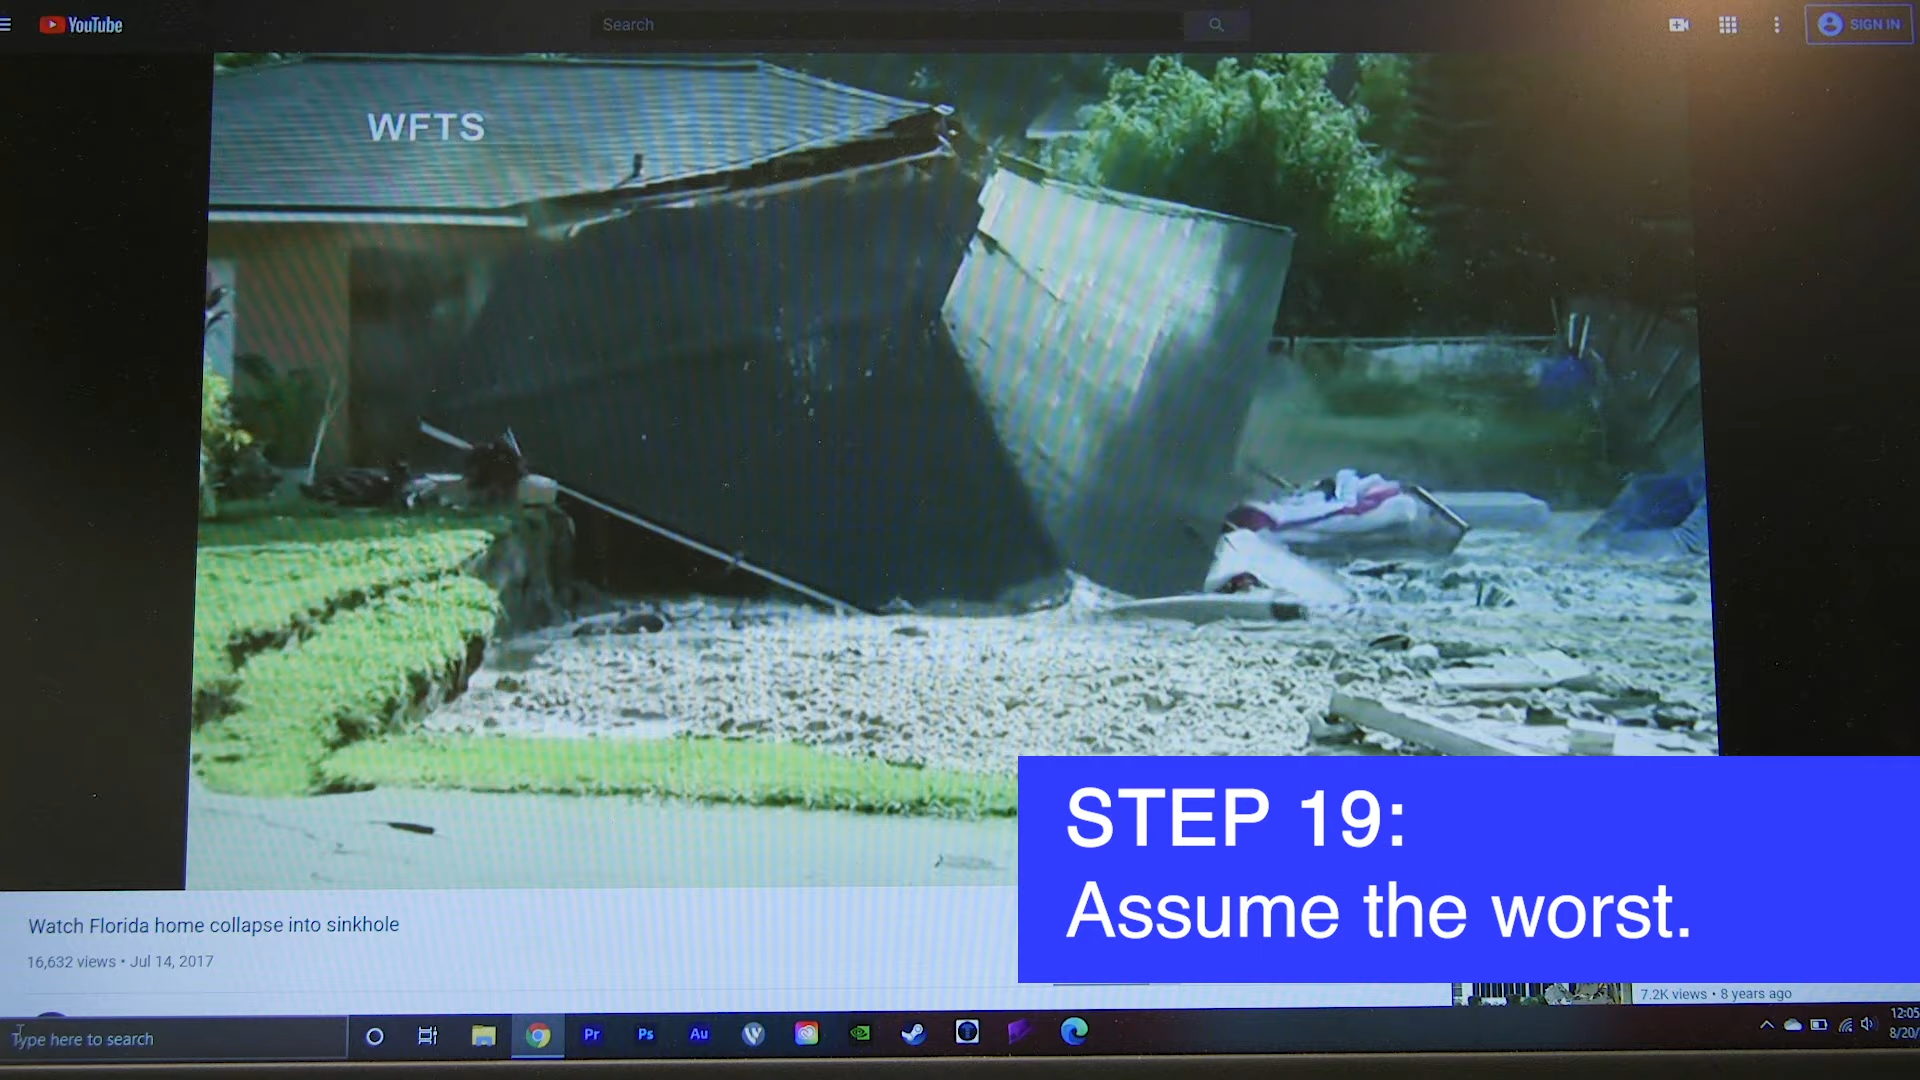 YouTube
Search
SIGN IN
WFTS
STEP 19:
Assume the worst.
Watch Florida home collapse into sinkhole
16,632 views • Jul 14, 2017
7.2K views • 8 years ago
Type here to search
Pr
Ps
Au
12:05
8/20/